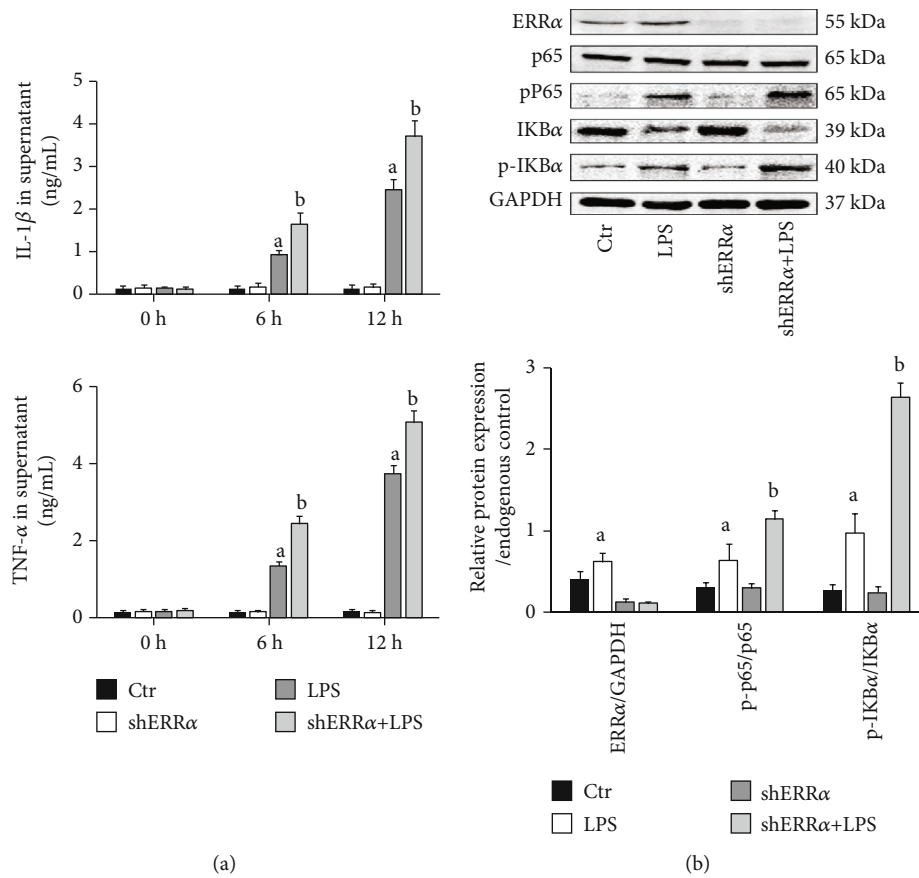 IL-1β in supernatant
(ng/mL)
5
4
3
2
1
0
a
b
a
b
0 h
6 h
12 h
TNF-α in supernatant
(ng/mL)
6
4
2
0
a
b
a
b
0 h
6 h
12 h
Ctr
LPS
shERRα
shERRα+LPS
(a)
ERRα
55 kDa
p65
65 kDa
pP65
65 kDa
IKBα
39 kDa
p-IKBα
40 kDa
GAPDH
37 kDa
Ctr
LPS
shERRα
shERRα+LPS
Relative protein expression
/endogenous control
3
2
1
0
a
a
b
a
b
ERRα/GAPDH
p-p65/p65
p-IKBα/IKBα
Ctr
shERRα
LPS
shERRα+LPS
(b)